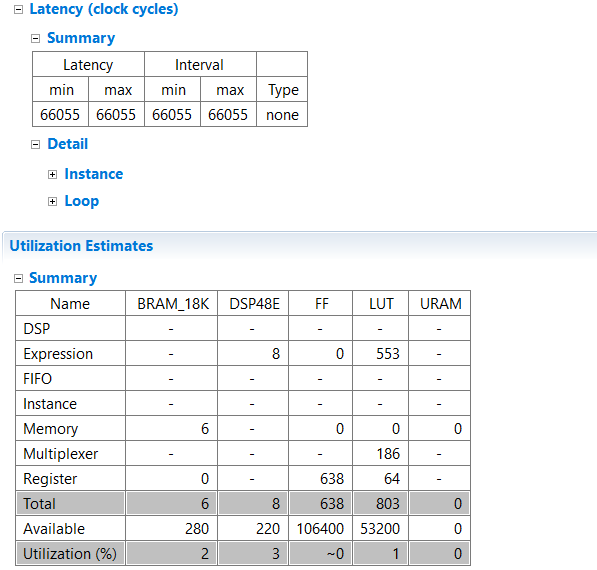 Latency (clock cycles)
Summary
Latency Interval
min max min max Type
66055 66055 66055 66055 none
Detail
Instance
Loop
Utilization Estimates
Summary
Name BRAM_18K DSP48E FF LUT URAM
DSP - - - - -
Expression - 8 0 553 -
FIFO - - - - -
Instance - - - - -
Memory 6 - 0 0 0
Multiplexer - - - 186 -
Register 0 - 638 64 -
Total 6 8 638 803 0
Available 280 220 106400 53200 0
Utilization (%) 2 3 ~0 1 0